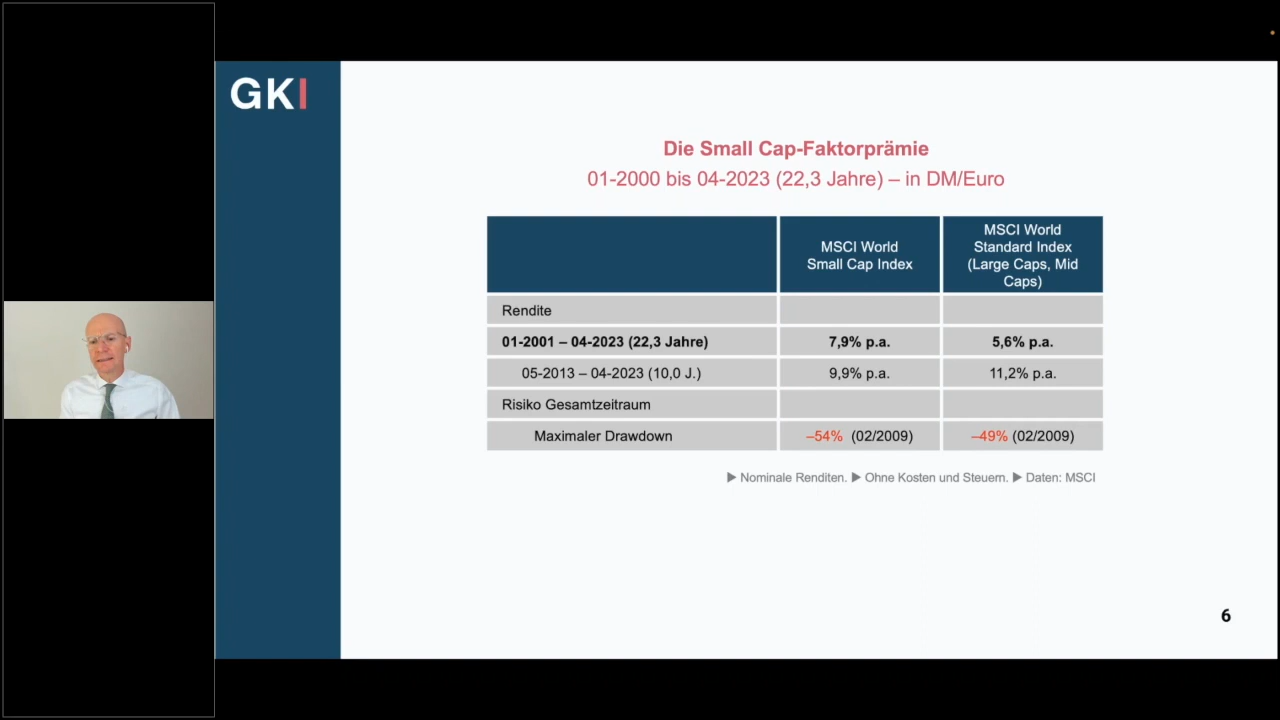 GKI
Die Small Cap-Faktorprämie
01-2000 bis 04-2023 (22,3 Jahre) – in DM/Euro
MSCI World
Small Cap Index
MSCI World
Standard Index
(Large Caps, Mid
Caps)
Rendite
01-2001 – 04-2023 (22,3 Jahre) 7,9% p.a. 5,6% p.a.
05-2013 – 04-2023 (10,0 J.) 9,9% p.a. 11,2% p.a.
Risiko Gesamtzeitraum
Maximaler Drawdown –54% (02/2009) –49% (02/2009)
▶ Nominale Renditen. ▶ Ohne Kosten und Steuern. ▶ Daten: MSCI
6